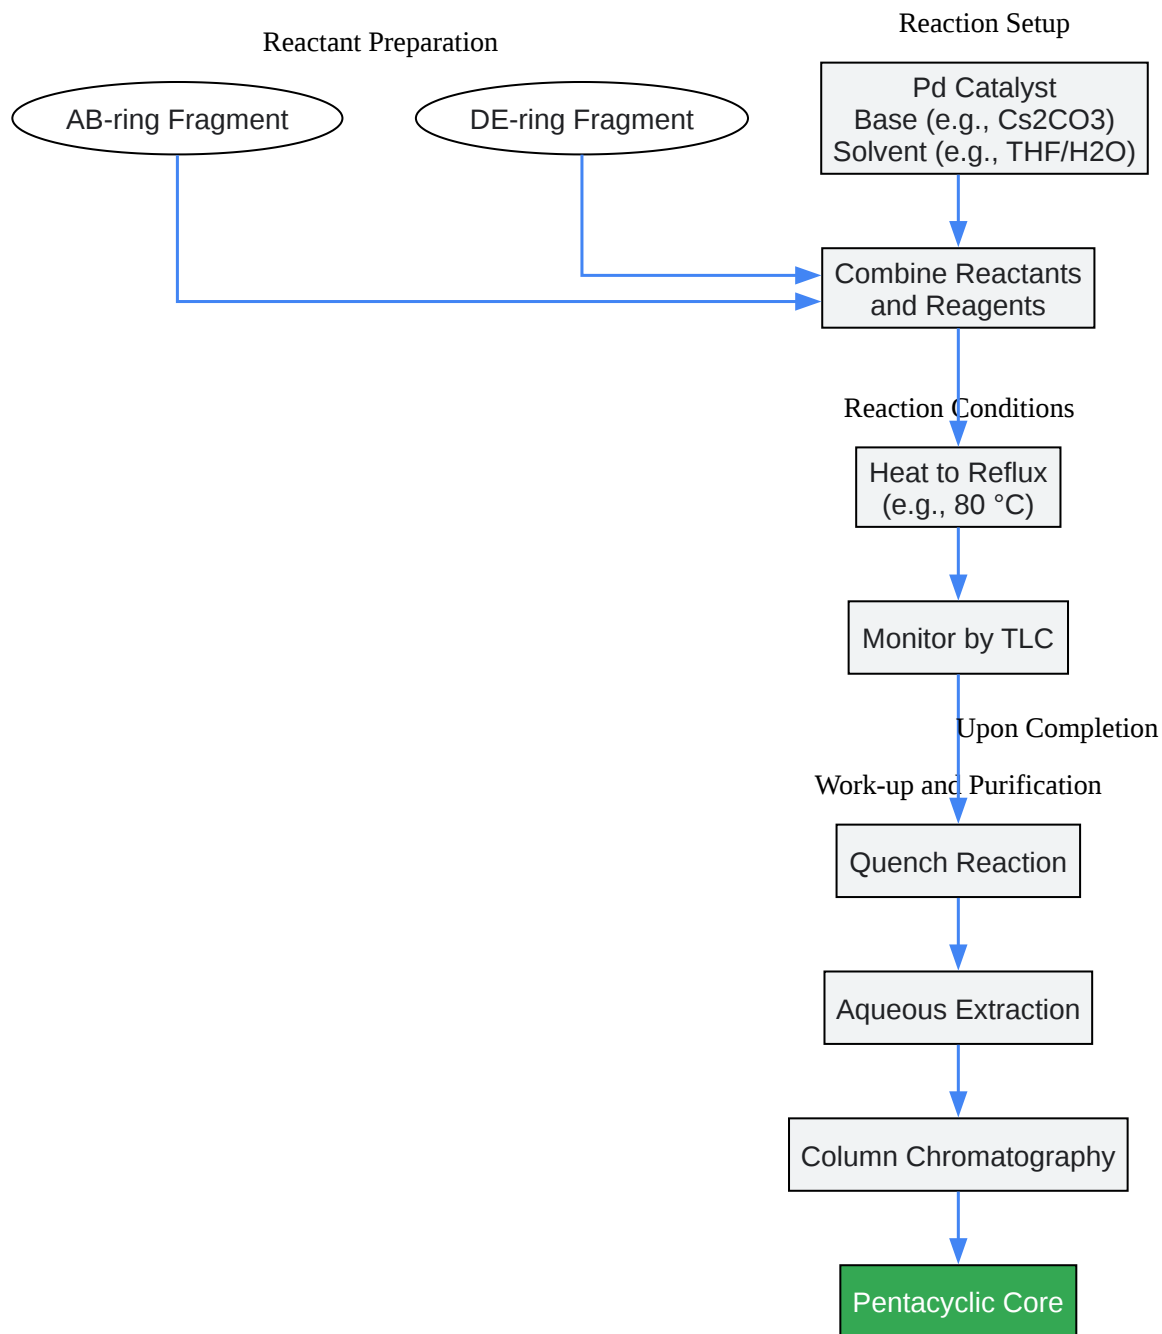 Reaction Setup
Reactant Preparation
AB-ring Fragment
DE-ring Fragment
Pd Catalyst
Base (e.g., Cs2CO3)
Solvent (e.g., THF/H2O)
Combine Reactants
and Reagents
Reaction Conditions
Heat to Reflux
(e.g., 80 °C)
Monitor by TLC
Upon Completion
Work-up and Purification
Quench Reaction
Aqueous Extraction
Column Chromatography
Pentacyclic Core